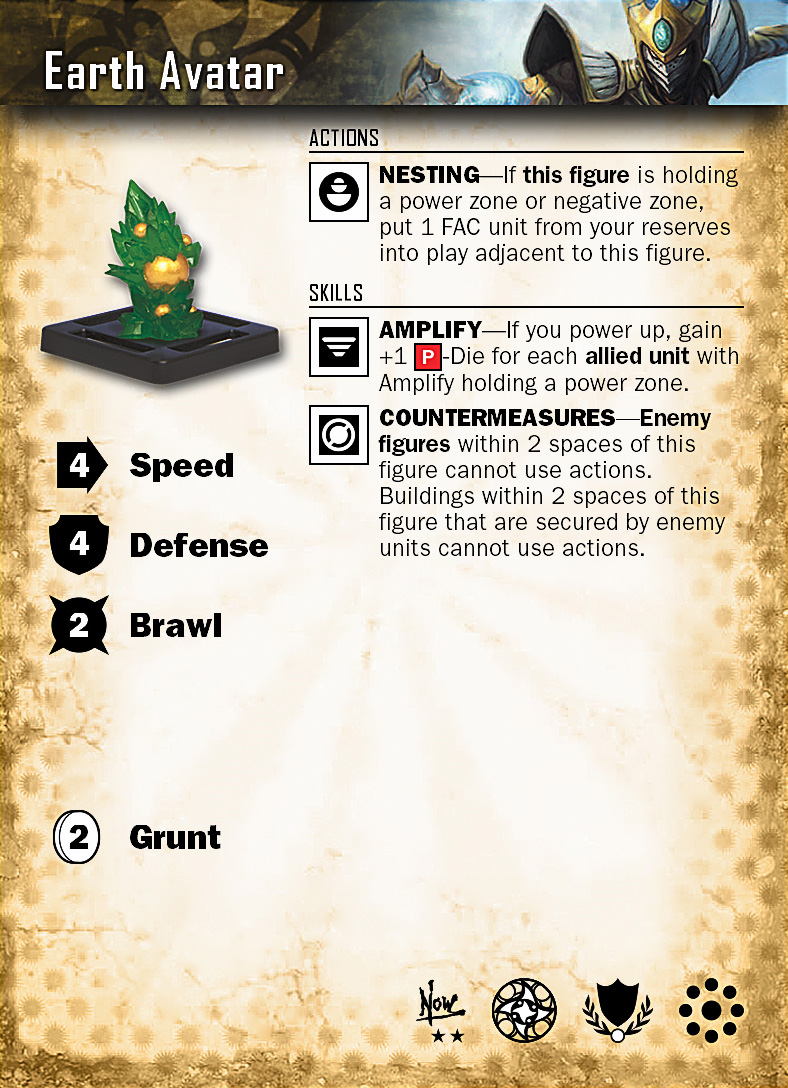 Earth Avatar
ACTIONS
NESTING—If this figure is holding
a power zone or negative zone,
put 1 FAC unit from your reserves
into play adjacent to this figure.
SKILLS
AMPLIFY—If you power up, gain
+1 P-Die for each allied unit with
Amplify holding a power zone.
COUNTERMEASURES—Enemy
figures within 2 spaces of this
figure cannot use actions.
Buildings within 2 spaces of this
figure that are secured by enemy
units cannot use actions.
4 Speed
4 Defense
2 Brawl
2 Grunt
Now